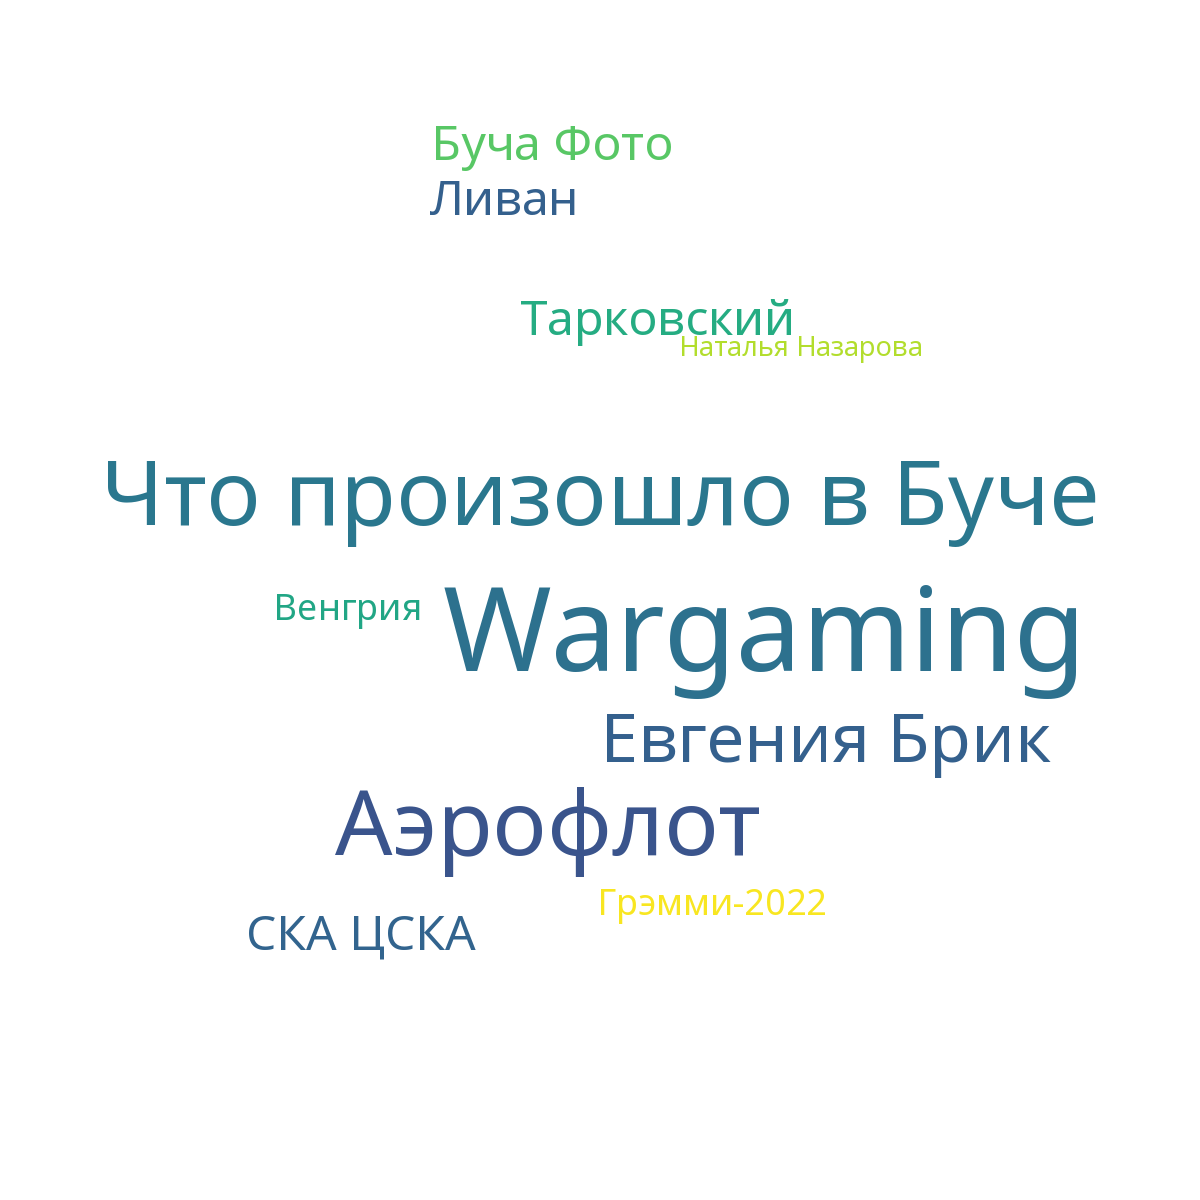 Буча Фото
Ливан
Тарковский
Наталья Назарова
Что произошло в Буче
Венгрия
Wargaming
Евгения Брик
Аэрофлот
Грэмми-2022
СКА ЦСКА